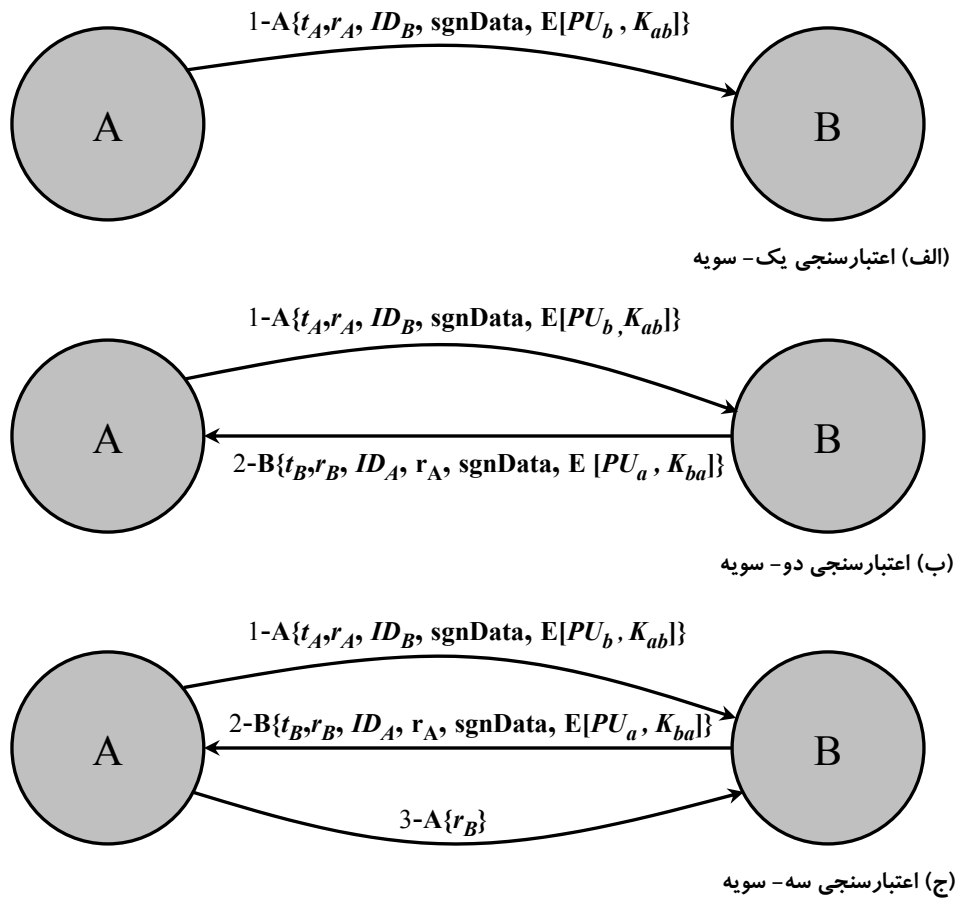 1-A{t_A,r_A, ID_B, sgnData, E[PU_b , K_ab]}
A
B
(الف) اعتبارسنجی یک- سویه
1-A{t_A,r_A, ID_B, sgnData, E[PU_b ,K_ab]}
A
B
2-B{t_B,r_B, ID_A, r_A, sgnData, E [PU_a , K_ba]}
(ب) اعتبارسنجی دو- سویه
1-A{t_A,r_A, ID_B, sgnData, E[PU_b , K_ab]}
2-B{t_B,r_B, ID_A, r_A, sgnData, E[PU_a , K_ba]}
A
B
3-A{r_B}
(ج) اعتبارسنجی سه- سویه